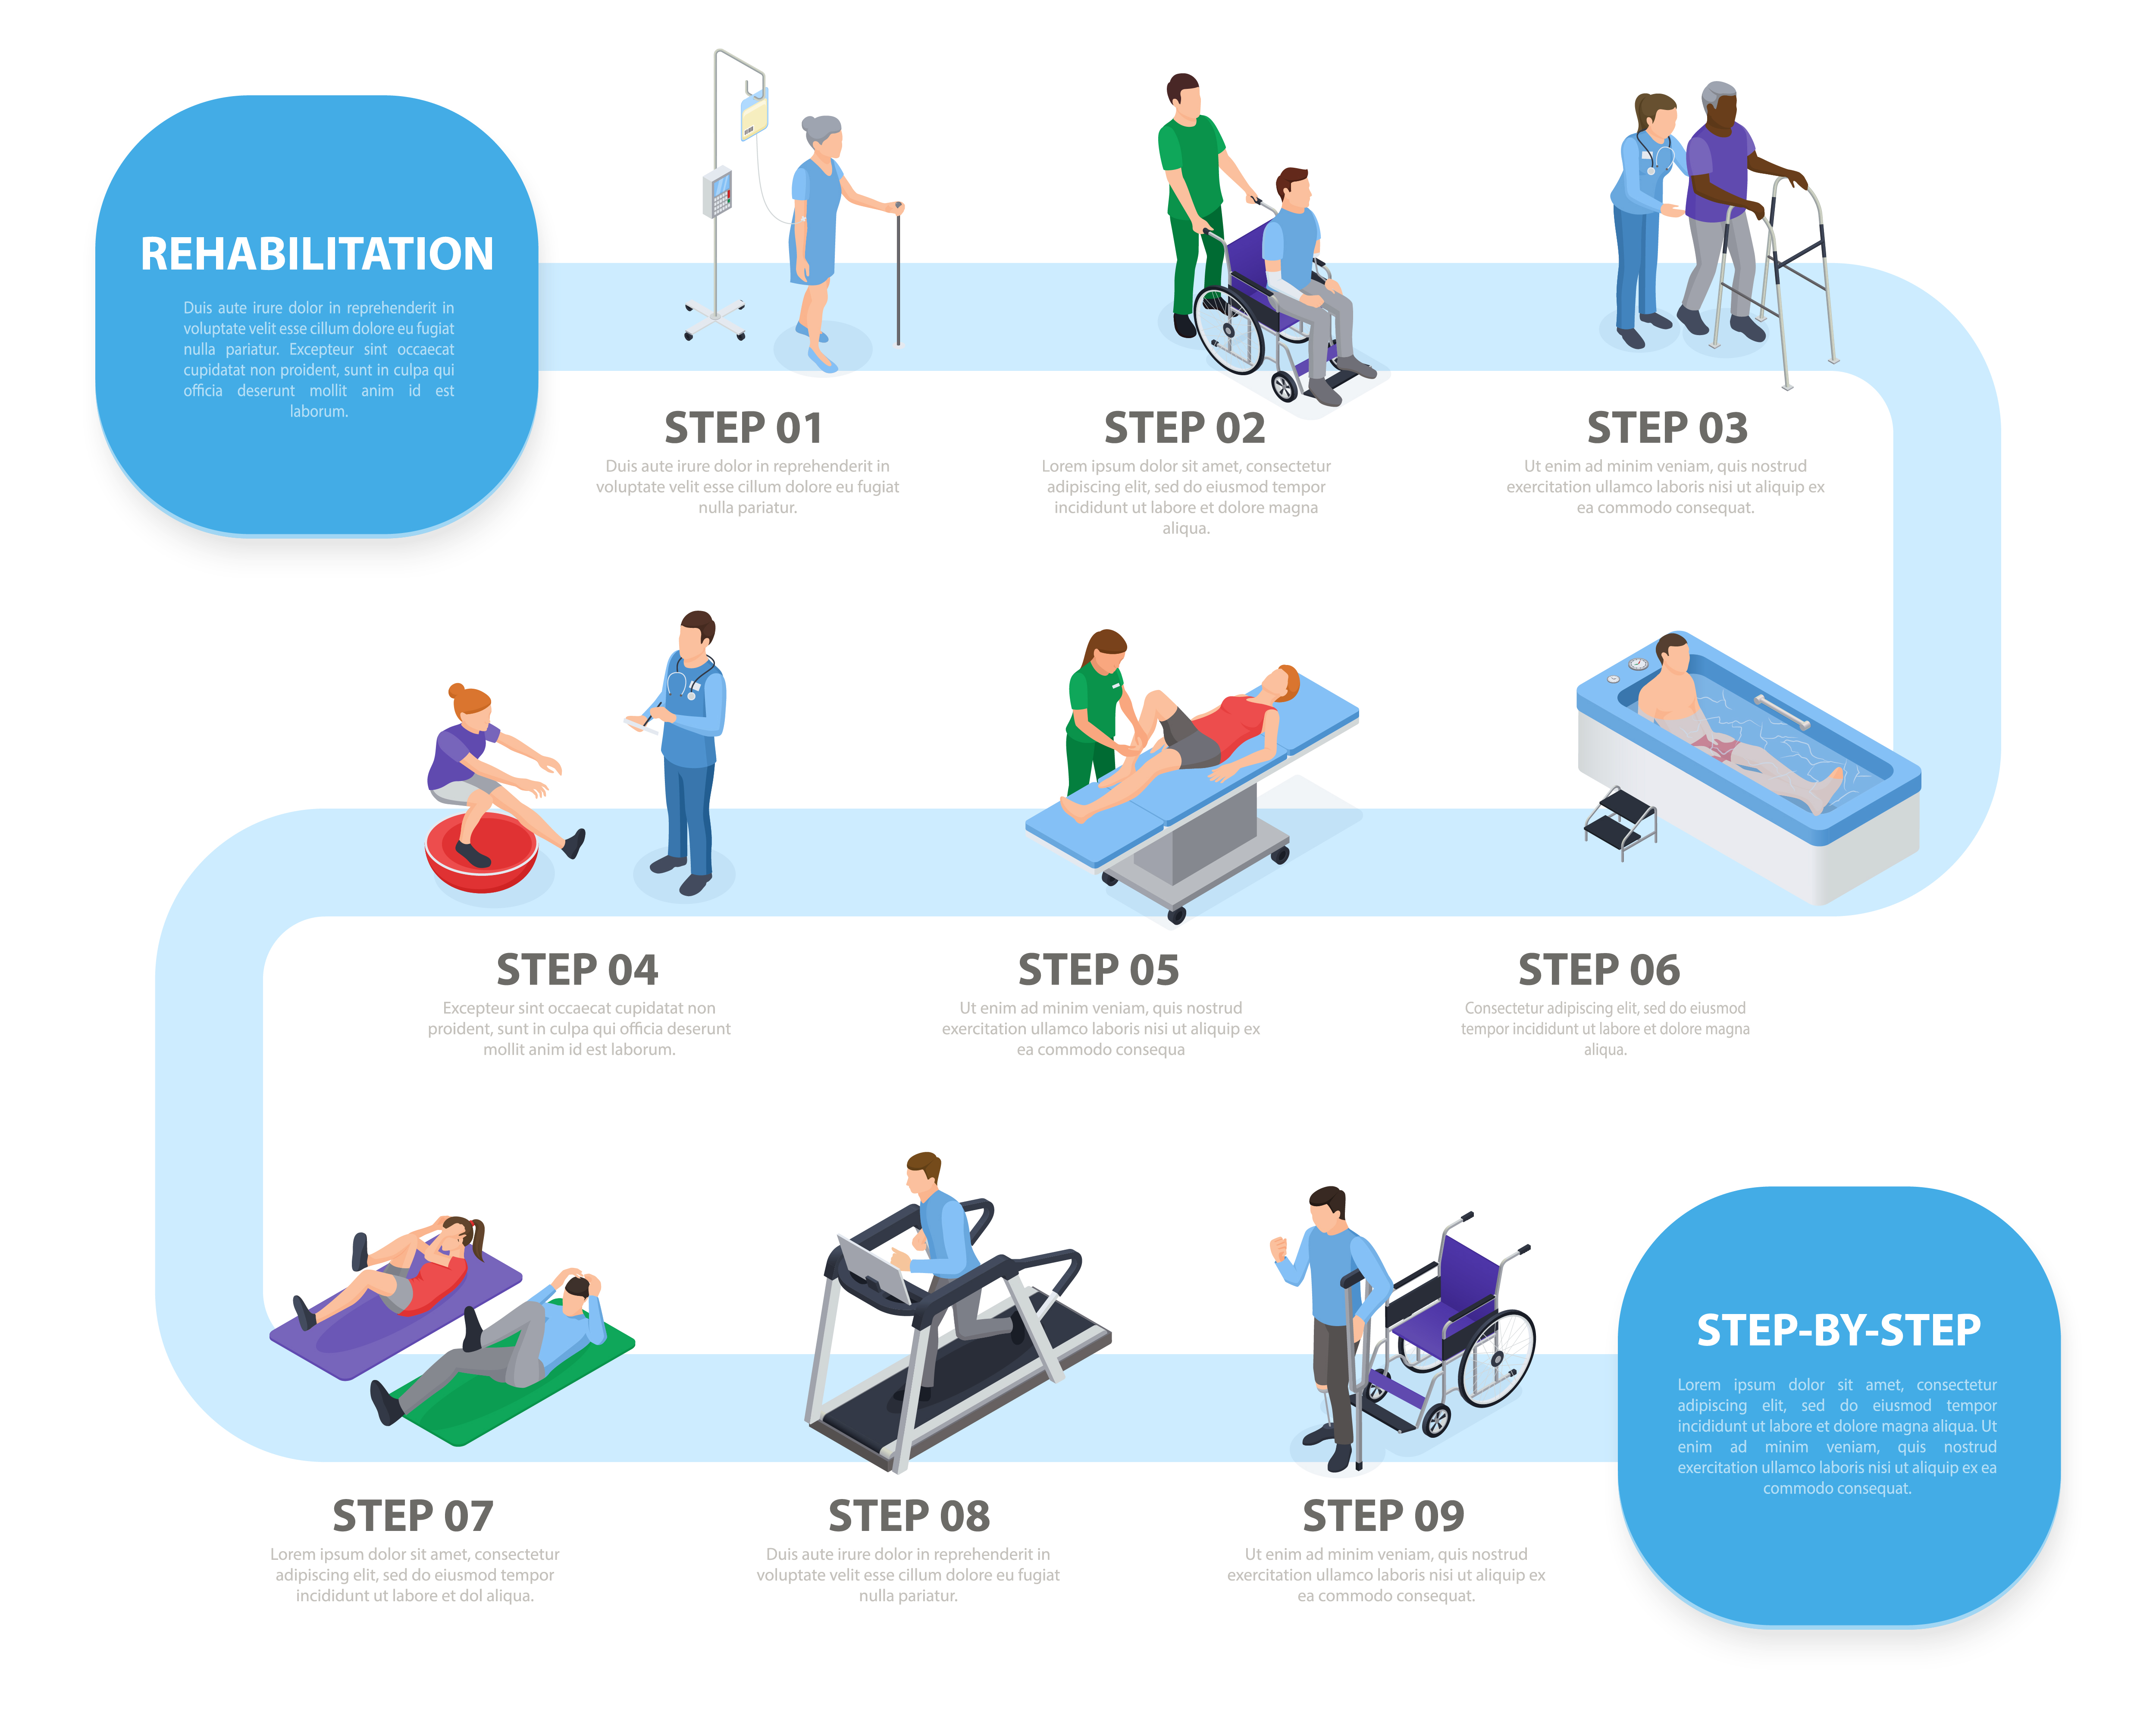 REHABILITATION
Duis aute irure dolor in reprehenderit in
voluptate velit esse cillum dolore eu fugiat
nulla pariatur. Excepteur sint occaecat
cupidatat non proident, sunt in culpa qui
officia deserunt mollit anim id est
laborum.
STEP 01
Duis aute irure dolor in reprehenderit in
voluptate velit esse cillum dolore eu fugiat
nulla pariatur.
STEP 02
Lorem ipsum dolor sit amet, consectetur
adipiscing elit, sed do eiusmod tempor
incididunt ut labore et dolore magna
aliqua.
STEP 03
Ut enim ad minim veniam, quis nostrud
exercitation ullamco laboris nisi ut aliquip ex
ea commodo consequat.
STEP 04
Excepteur sint occaecat cupidatat non
proident, sunt in culpa qui officia deserunt
mollit anim id est laborum.
STEP 05
Ut enim ad minim veniam, quis nostrud
exercitation ullamco laboris nisi ut aliquip ex
ea commodo consequa
STEP 06
Consectetur adipiscing elit, sed do eiusmod
tempor incididunt ut labore et dolore magna
aliqua.
STEP 07
Lorem ipsum dolor sit amet, consectetur
adipiscing elit, sed do eiusmod tempor
incididunt ut labore et dol aliqua.
STEP 08
Duis aute irure dolor in reprehenderit in
voluptate velit esse cillum dolore eu fugiat
nulla pariatur.
STEP 09
Ut enim ad minim veniam, quis nostrud
exercitation ullamco laboris nisi ut aliquip ex
ea commodo consequat.
STEP-BY-STEP
Lorem ipsum dolor sit amet, consectetur
adipiscing elit, sed do eiusmod tempor
incididunt ut labore et dolore magna aliqua. Ut
enim ad minim veniam, quis nostrud
exercitation ullamco laboris nisi ut aliquip ex ea
commodo consequat.